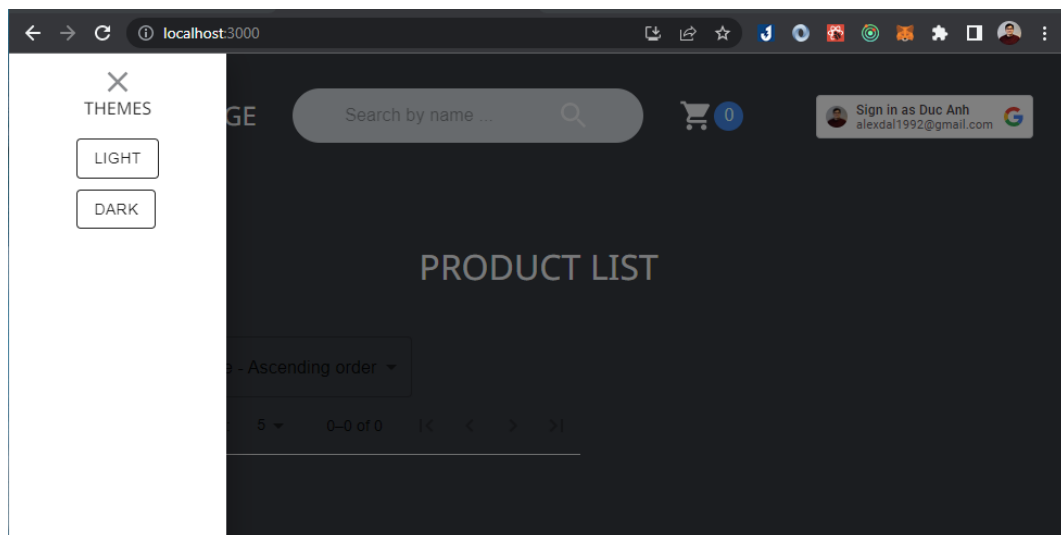 localhost:3000
THEMES
LIGHT
DARK
GE
Search by name ...
0
Sign in as Duc Anh
alexdal1992@gmail.com
PRODUCT LIST
e - Ascending order
5
0–0 of 0